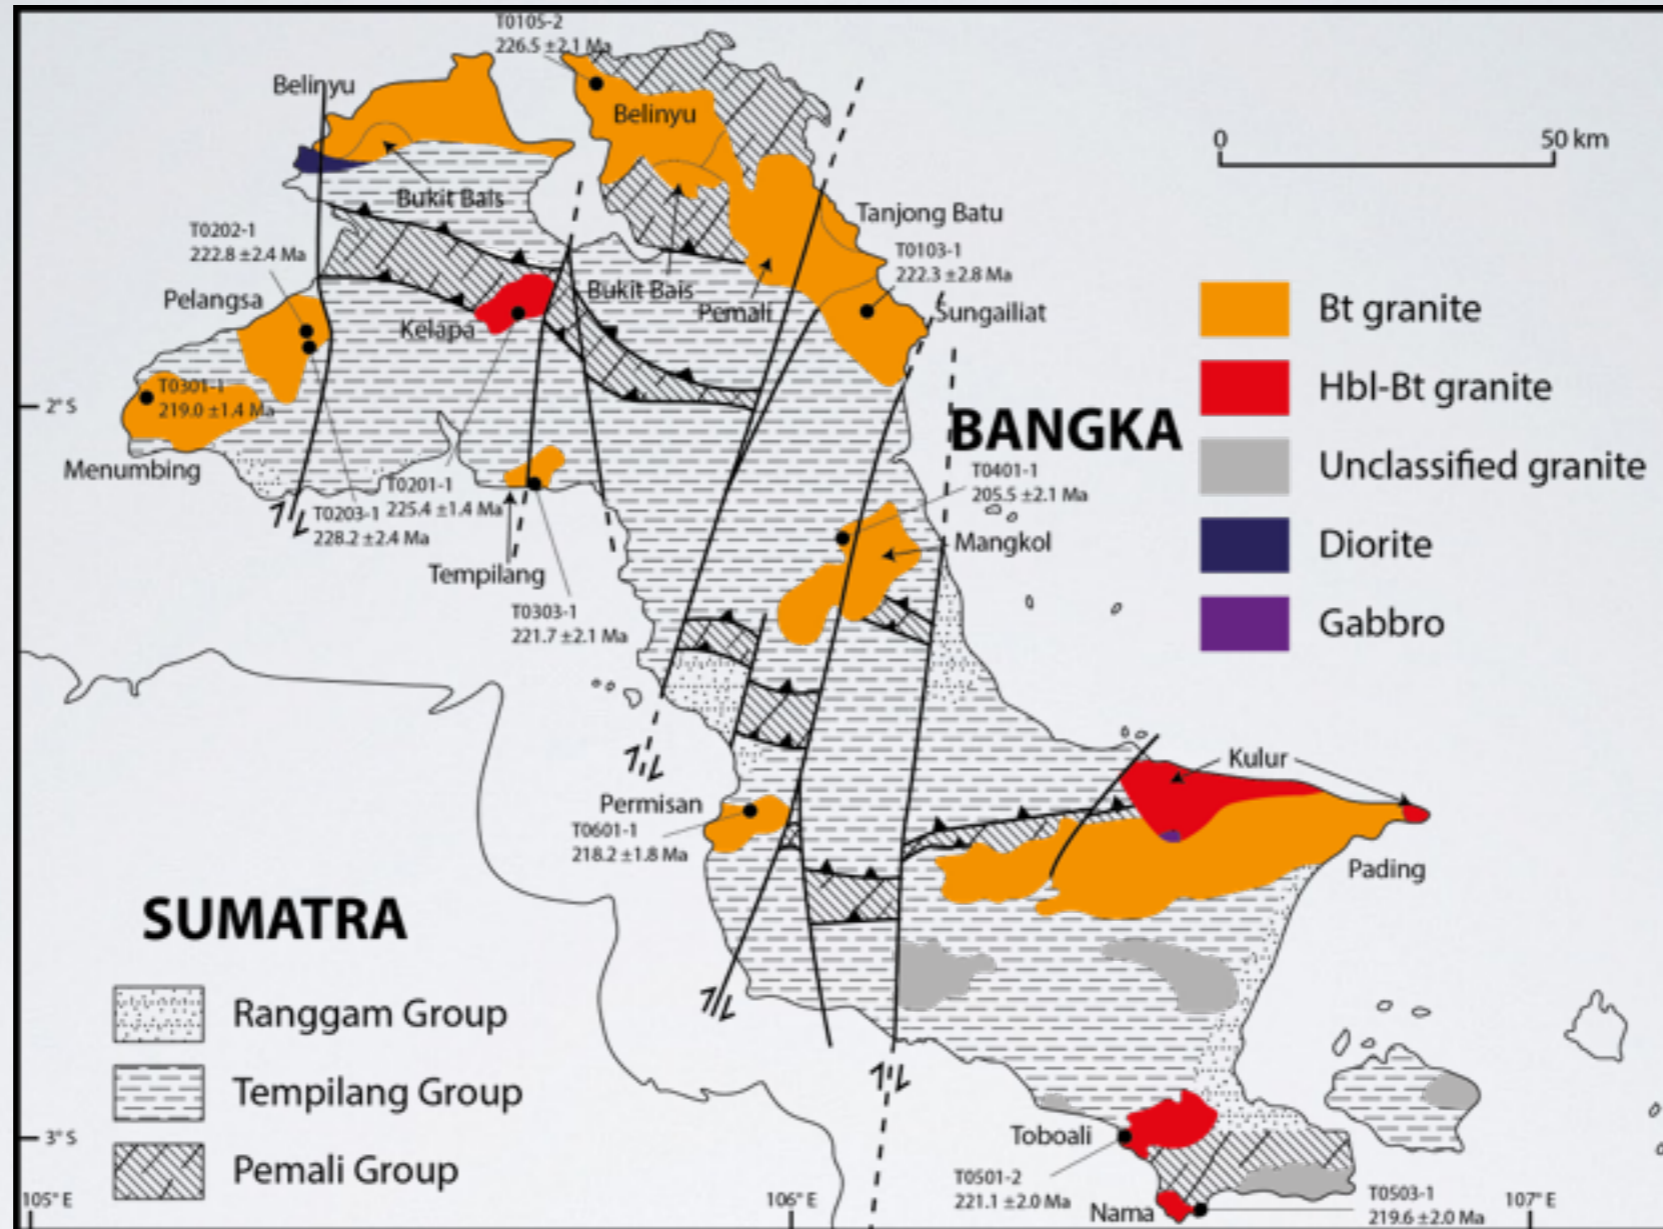 T0105-2
226.5 ±2.1 Ma
Belinyu
Belinyu
0
50 km
Bukit Bais
Tanjong Batu
T0202-1
222.8 ±2.4 Ma
T0103-1
222.3 ±2.8 Ma
Pelangsa
Bukit Bais
Pemali
Sungailiat
Kelapa
Bt granite
Hbl-Bt granite
T0301-1
219.0 ±1.4 Ma
2° S
BANGKA
Menumbing
Unclassified granite
T0401-1
205.5 ±2.1 Ma
T0201-1
225.4 ±1.4 Ma
T0203-1
228.2 ±2.4 Ma
Mangkol
Diorite
Tempilang
T0303-1
221.7 ±2.1 Ma
Gabbro
Kulur
Permisan
T0601-1
218.2 ±1.8 Ma
Pading
SUMATRA
Ranggam Group
Tempilang Group
Toboali
3° S
Pemali Group
T0501-2
221.1 ±2.0 Ma
T0503-1
219.6 ±2.0 Ma
Nama
105° E
106° E
107° E